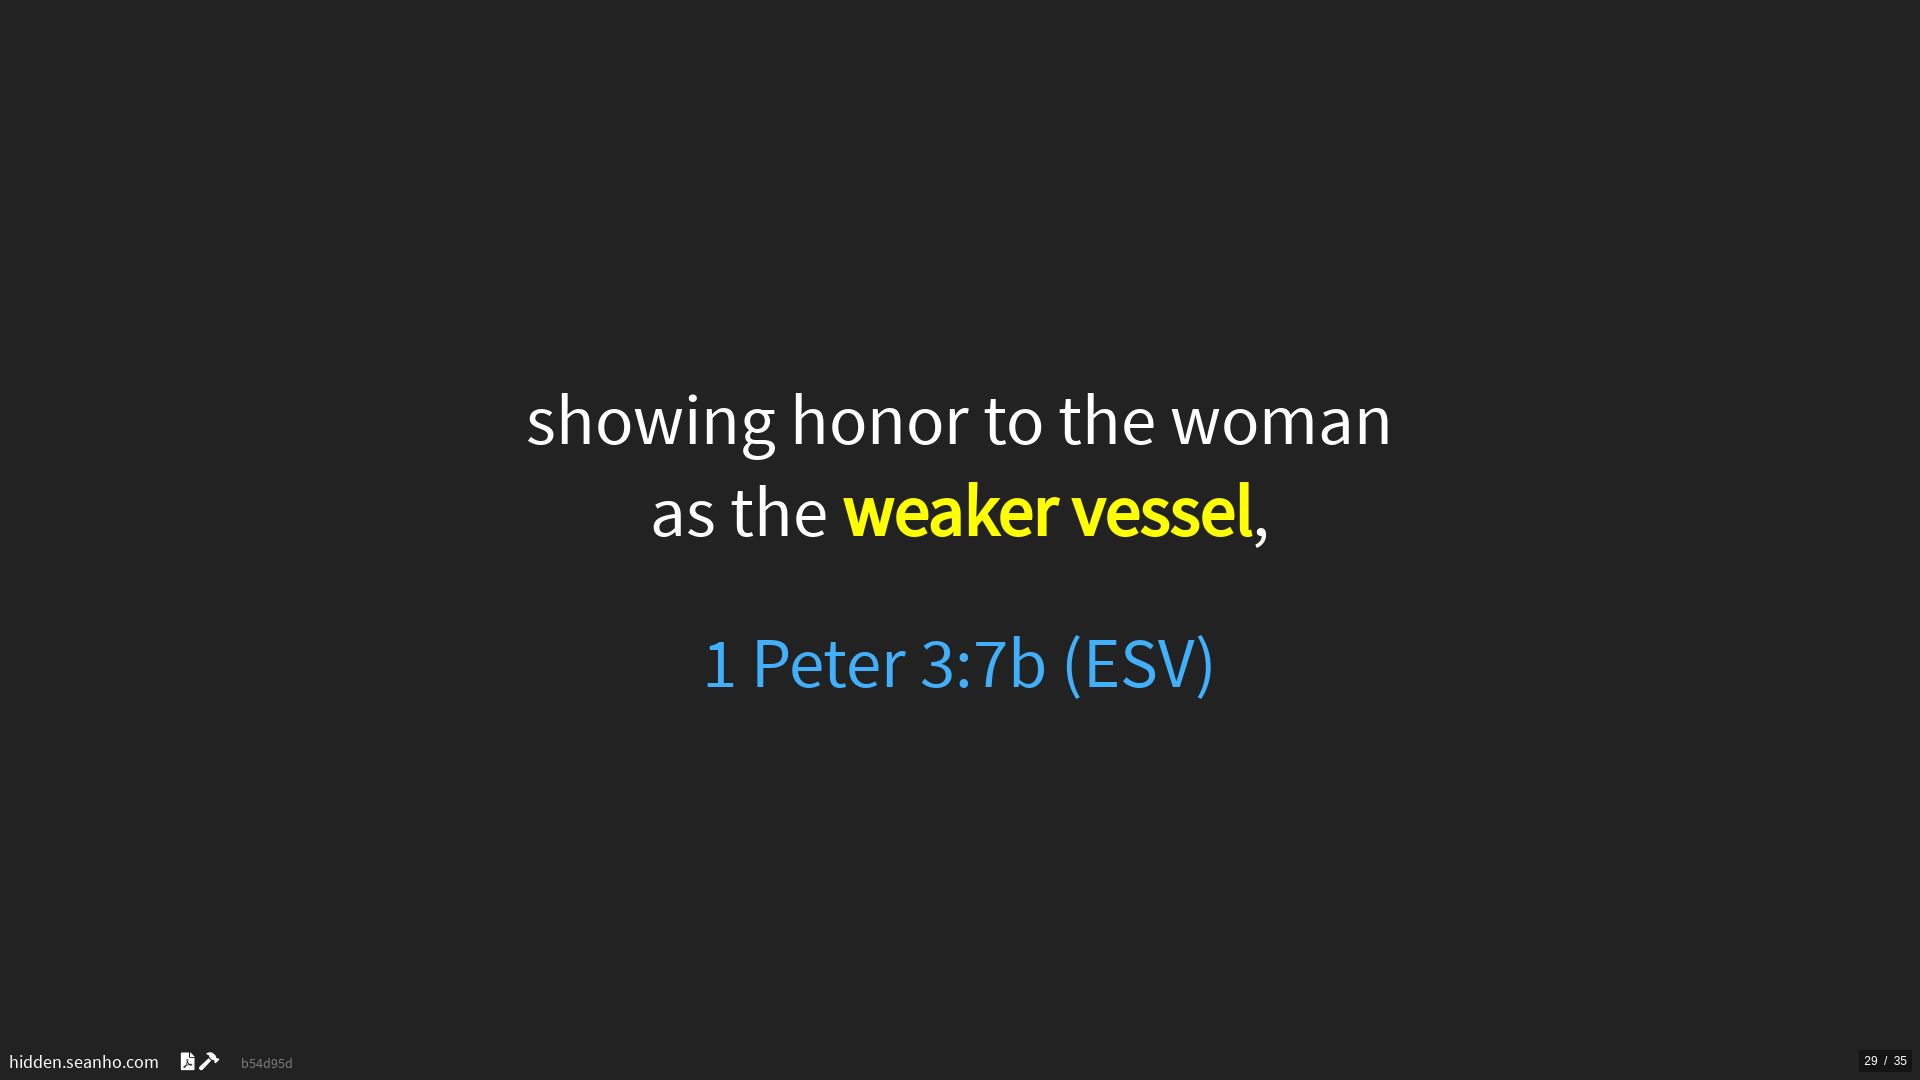 showing honor to the woman
as the weaker vessel,
1 Peter 3:7b (ESV)
hidden.seanho.com
b54d95d
29 / 35